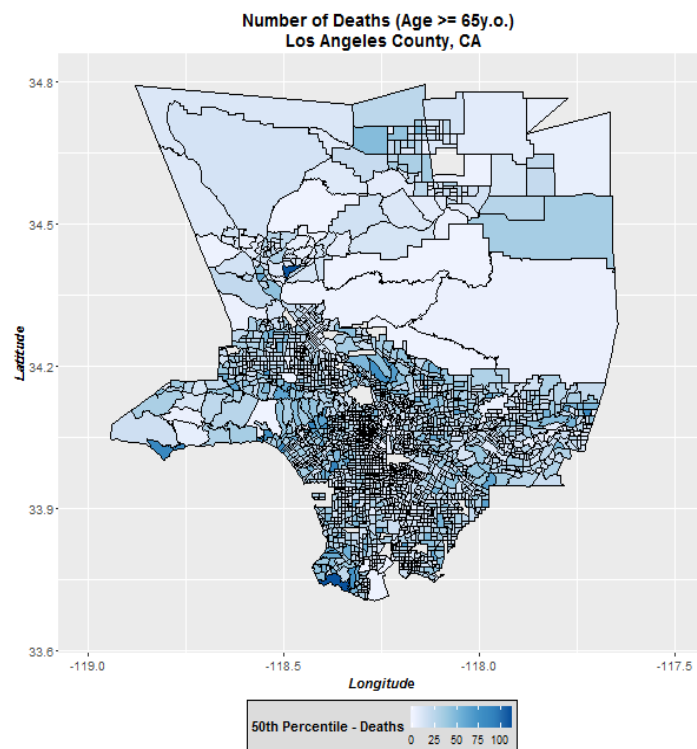 Number of Deaths (Age >= 65y.o.)
Los Angeles County, CA
34.8
34.5
34.2
33.9
33.6
Latitude
-119.0
-118.5
-118.0
-117.5
Longitude
50th Percentile - Deaths
0 25 50 75 100